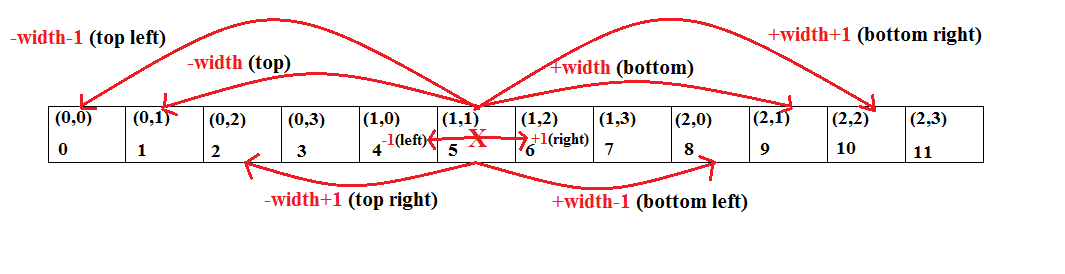 -width-1 (top left)
+width+1 (bottom right)
-width (top)
+width (bottom)
(0,0) (0,1) (0,2) (0,3) (1,0) (1,1) (1,2) (1,3) (2,0) (2,1) (2,2) (2,3)
-1(left) X +1(right)
0 1 2 3 4 5 6 7 8 9 10 11
-width+1 (top right)
+width-1 (bottom left)